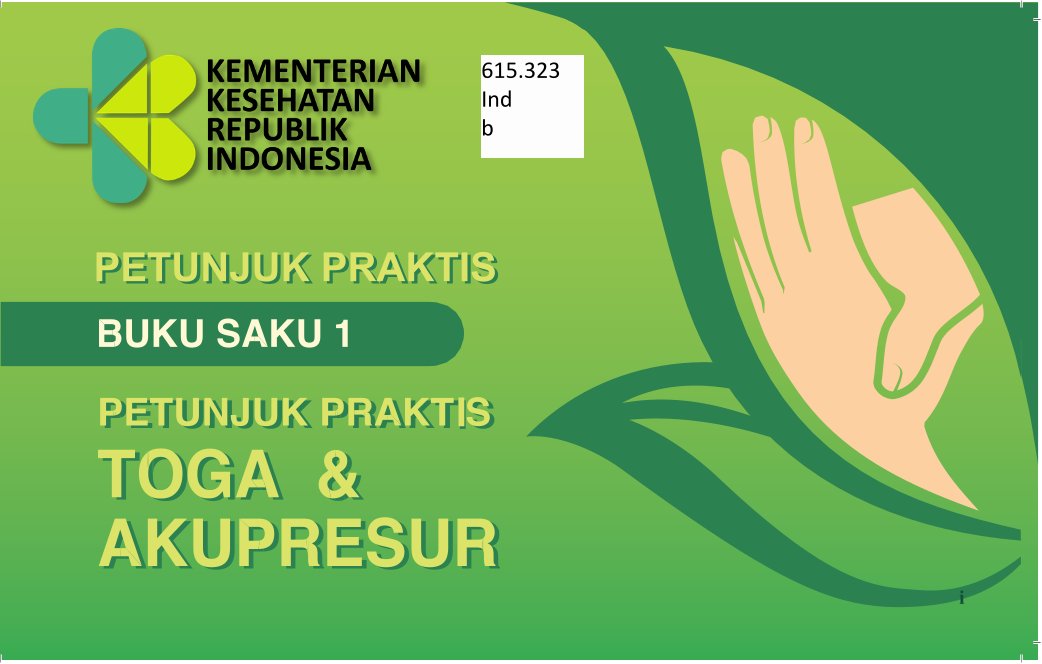 KEMENTERIAN
KESEHATAN
REPUBLIK
INDONESIA
615.323
Ind
b
PETUNJUK PRAKTIS
BUKU SAKU 1
PETUNJUK PRAKTIS
TOGA &
AKUPRESUR
i